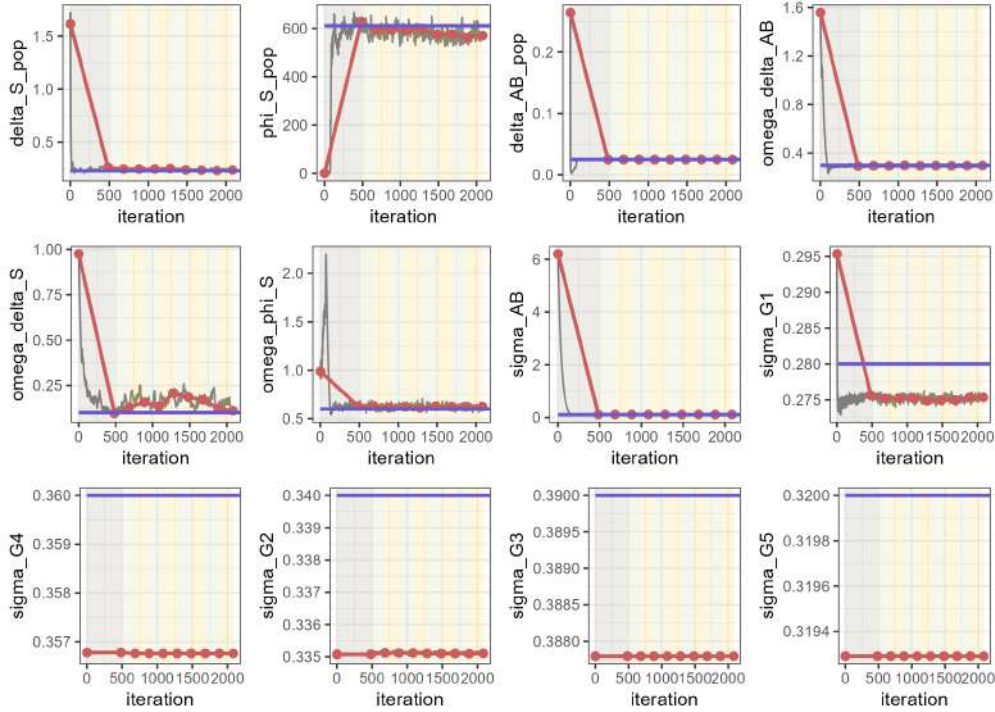 delta_S_pop
1.5
1.0
0.5
0 500 1000 1500 2000
iteration
phi_S_pop
600
400
200
0
0 500 1000 1500 2000
iteration
delta_AB_pop
0.2
0.1
0.0
0 500 1000 1500 2000
iteration
omega_delta_AB
1.6
1.2
0.8
0.4
0 500 1000 1500 2000
iteration
omega_delta_S
1.00
0.75
0.50
0.25
0 500 1000 1500 2000
iteration
omega_phi_S
2.0
1.5
1.0
0.5
0 500 1000 1500 2000
iteration
sigma_AB
6
4
2
0
0 500 1000 1500 2000
iteration
sigma_G1
0.295
0.290
0.285
0.280
0.275
0 500 1000 1500 2000
iteration
sigma_G4
0.360
0.359
0.358
0.357
0 500 1000 1500 2000
iteration
sigma_G2
0.340
0.339
0.338
0.337
0.336
0.335
0 500 1000 1500 2000
iteration
sigma_G3
0.3900
0.3895
0.3890
0.3885
0.3880
0 500 1000 1500 2000
iteration
sigma_G5
0.3200
0.3198
0.3196
0.3194
0 500 1000 1500 2000
iteration